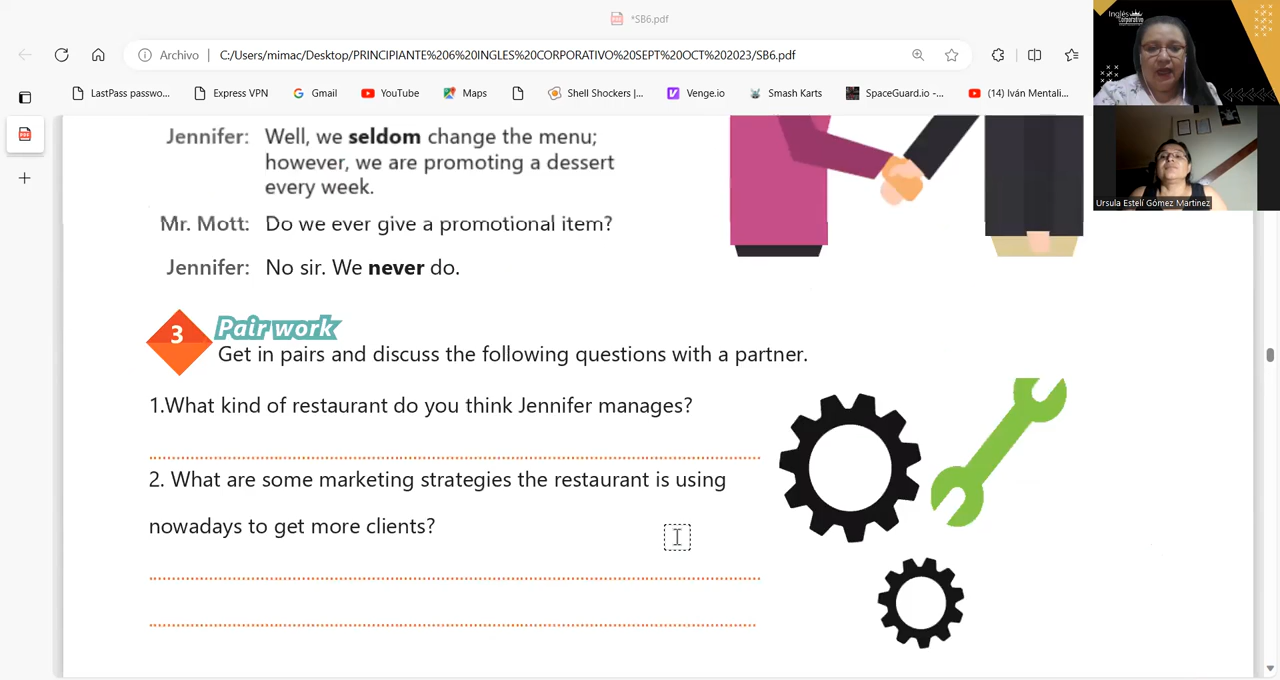 *SB6.pdf
Archivo | C:/Users/mimac/Desktop/PRINCIPIANTE%206%20INGLES%20CORPORATIVO%20SEPT%20OCT%202023/SB6.pdf
LastPass passwo... Express VPN Gmail YouTube Maps Shell Shockers |... Venge.io Smash Karts SpaceGuard.io -... (14) Iván Mentali...
Inglés
Corporativo
Ursula Estelí Gómez Martínez
Jennifer: Well, we seldom change the menu;
however, we are promoting a dessert
every week.
Mr. Mott: Do we ever give a promotional item?
Jennifer: No sir. We never do.
3 Pair work
Get in pairs and discuss the following questions with a partner.
1.What kind of restaurant do you think Jennifer manages?
2. What are some marketing strategies the restaurant is using
nowadays to get more clients?